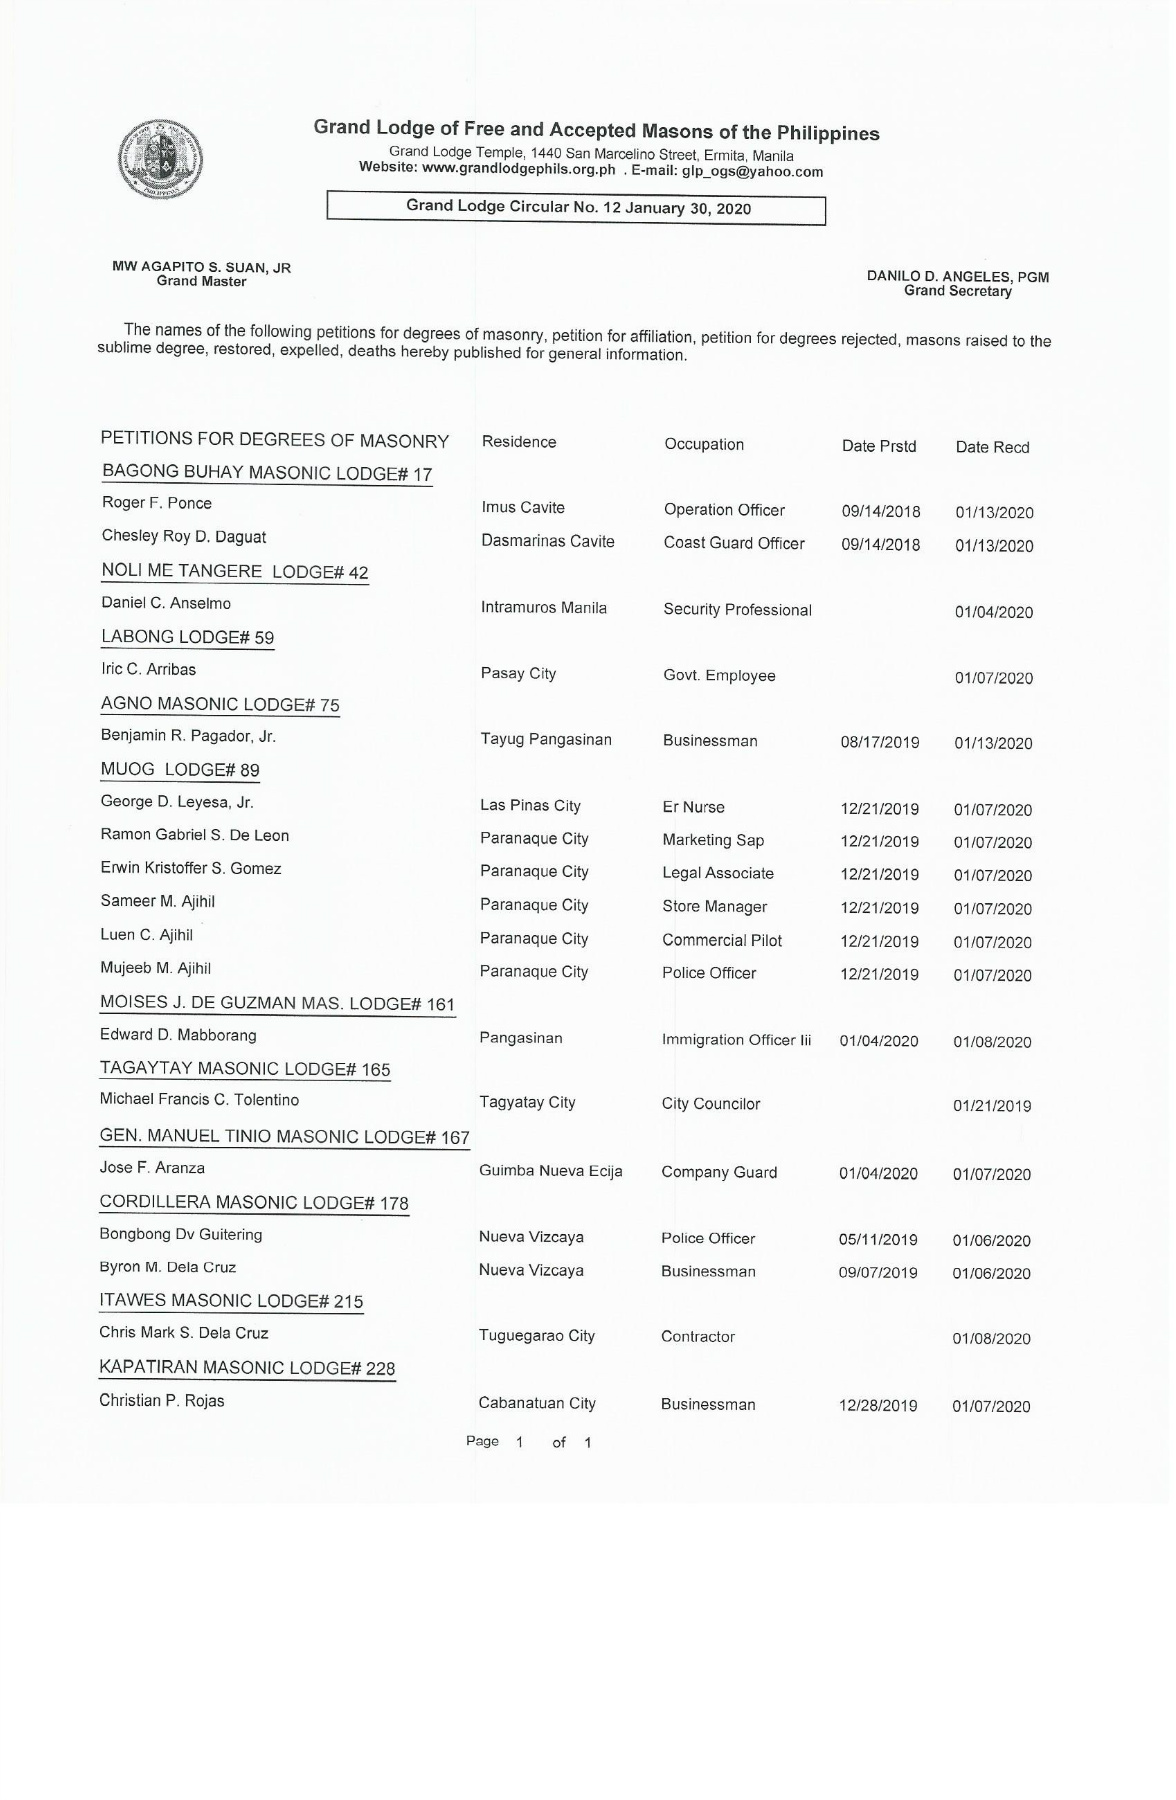 Grand Lodge of Free and Accepted Masons of the Philippines
Grand Lodge Temple, 1440 San Marcelino Street, Ermita, Manila
Website: www.grandlodgephils.org.ph . E-mail: glp_ogs@yahoo.com
Grand Lodge Circular No. 12 January 30, 2020
PHILIPPINES
MW AGAPITO S. SUAN, JR
Grand Master
DANILO D. ANGELES, PGM
Grand Secretary
The names of the following petitions for degrees of masonry, petition for affiliation, petition for degrees rejected, masons raised to the
sublime degree, restored, expelled, deaths hereby published for general information.
PETITIONS FOR DEGREES OF MASONRY Residence Occupation Date Prstd Date Recd
BAGONG BUHAY MASONIC LODGE# 17
Roger F. Ponce Imus Cavite Operation Officer 09/14/2018 01/13/2020
Chesley Roy D. Daguat Dasmarinas Cavite Coast Guard Officer 09/14/2018 01/13/2020
NOLI ME TANGERE LODGE# 42
Daniel C. Anselmo Intramuros Manila Security Professional 01/04/2020
LABONG LODGE# 59
Iric C. Arribas Pasay City Govt. Employee 01/07/2020
AGNO MASONIC LODGE# 75
Benjamin R. Pagador, Jr. Tayug Pangasinan Businessman 08/17/2019 01/13/2020
MUOG LODGE# 89
George D. Leyesa, Jr. Las Pinas City Er Nurse 12/21/2019 01/07/2020
Ramon Gabriel S. De Leon Paranaque City Marketing Sap 12/21/2019 01/07/2020
Erwin Kristoffer S. Gomez Paranaque City Legal Associate 12/21/2019 01/07/2020
Sameer M. Ajihil Paranaque City Store Manager 12/21/2019 01/07/2020
Luen C. Ajihil Paranaque City Commercial Pilot 12/21/2019 01/07/2020
Mujeeb M. Ajihil Paranaque City Police Officer 12/21/2019 01/07/2020
MOISES J. DE GUZMAN MAS. LODGE# 161
Edward D. Mabborang Pangasinan Immigration Officer Iii 01/04/2020 01/08/2020
TAGAYTAY MASONIC LODGE# 165
Michael Francis C. Tolentino Tagyatay City City Councilor 01/21/2019
GEN. MANUEL TINIO MASONIC LODGE# 167
Jose F. Aranza Guimba Nueva Ecija Company Guard 01/04/2020 01/07/2020
CORDILLERA MASONIC LODGE# 178
Bongbong Dv Guitering Nueva Vizcaya Police Officer 05/11/2019 01/06/2020
Byron M. Dela Cruz Nueva Vizcaya Businessman 09/07/2019 01/06/2020
ITAWES MASONIC LODGE# 215
Chris Mark S. Dela Cruz Tuguegarao City Contractor 01/08/2020
KAPATIRAN MASONIC LODGE# 228
Christian P. Rojas Cabanatuan City Businessman 12/28/2019 01/07/2020
Page 1 of 1